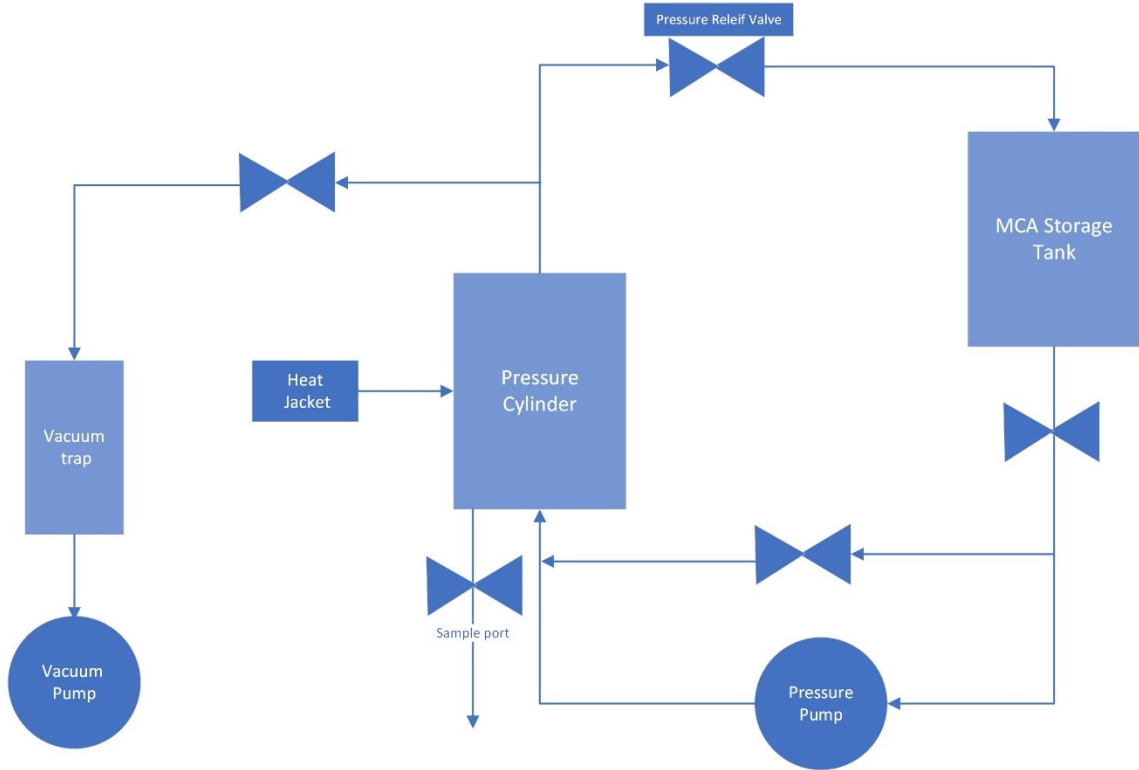 Pressure Releif Valve
MCA Storage
Tank
Heat
Jacket
Pressure
Cylinder
Vacuum
trap
Sample port
Vacuum
Pump
Pressure
Pump